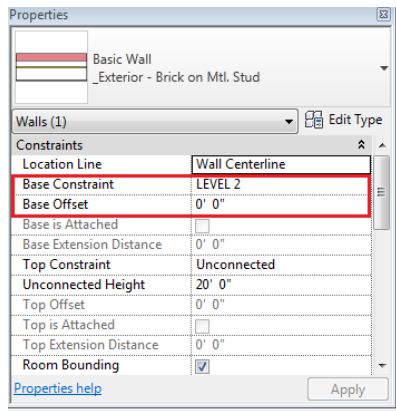 Properties
Basic Wall
_Exterior - Brick on Mtl. Stud
Walls (1) Edit Type
Constraints
Location Line Wall Centerline
Base Constraint LEVEL 2
Base Offset 0' 0"
Base is Attached
Base Extension Distance 0' 0"
Top Constraint Unconnected
Unconnected Height 20' 0"
Top Offset 0' 0"
Top is Attached
Top Extension Distance 0' 0"
Room Bounding
Properties help Apply